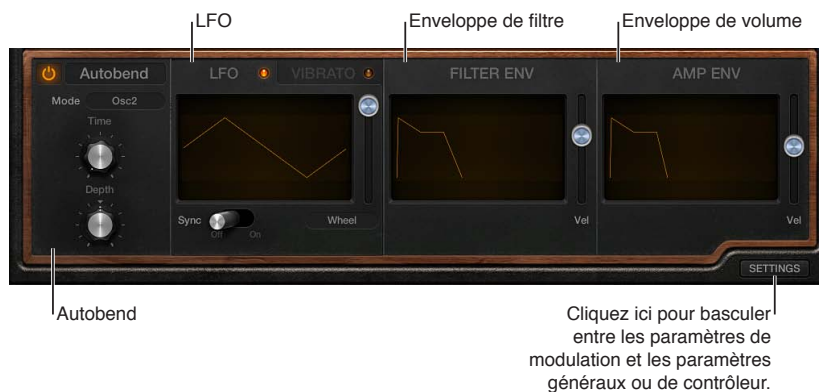 LFO
Enveloppe de filtre
Enveloppe de volume
Autobend
LFO
VIBRATO
FILTER ENV
AMP ENV
Mode
Osc2
Time
Depth
Sync
Off
On
Wheel
Vel
Vel
SETTINGS
Autobend
Cliquez ici pour basculer
entre les paramètres de
modulation et les paramètres
généraux ou de contrôleur.